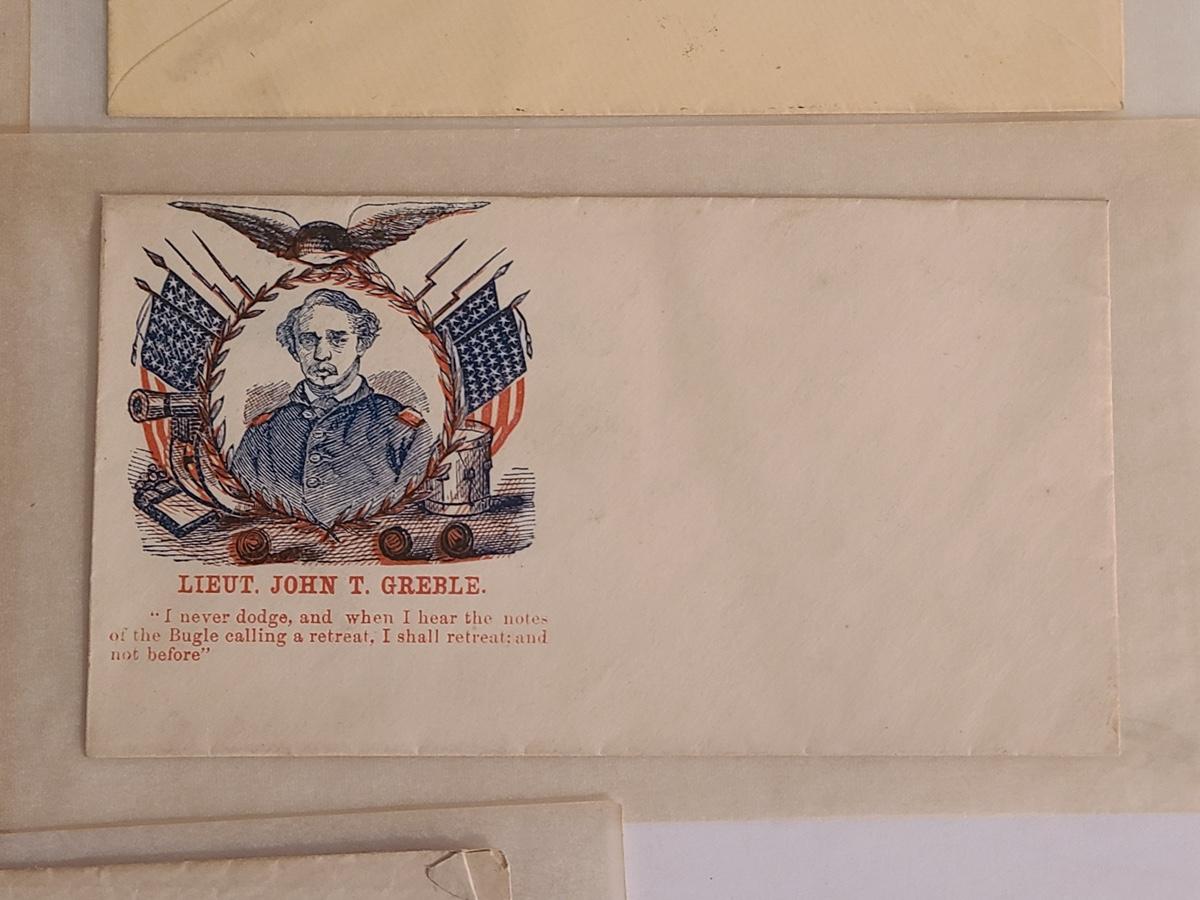 LIEUT. JOHN T. GREBLE.
"I never dodge, and when I hear the notes
of the Bugle calling a retreat, I shall retreat; and
not before"